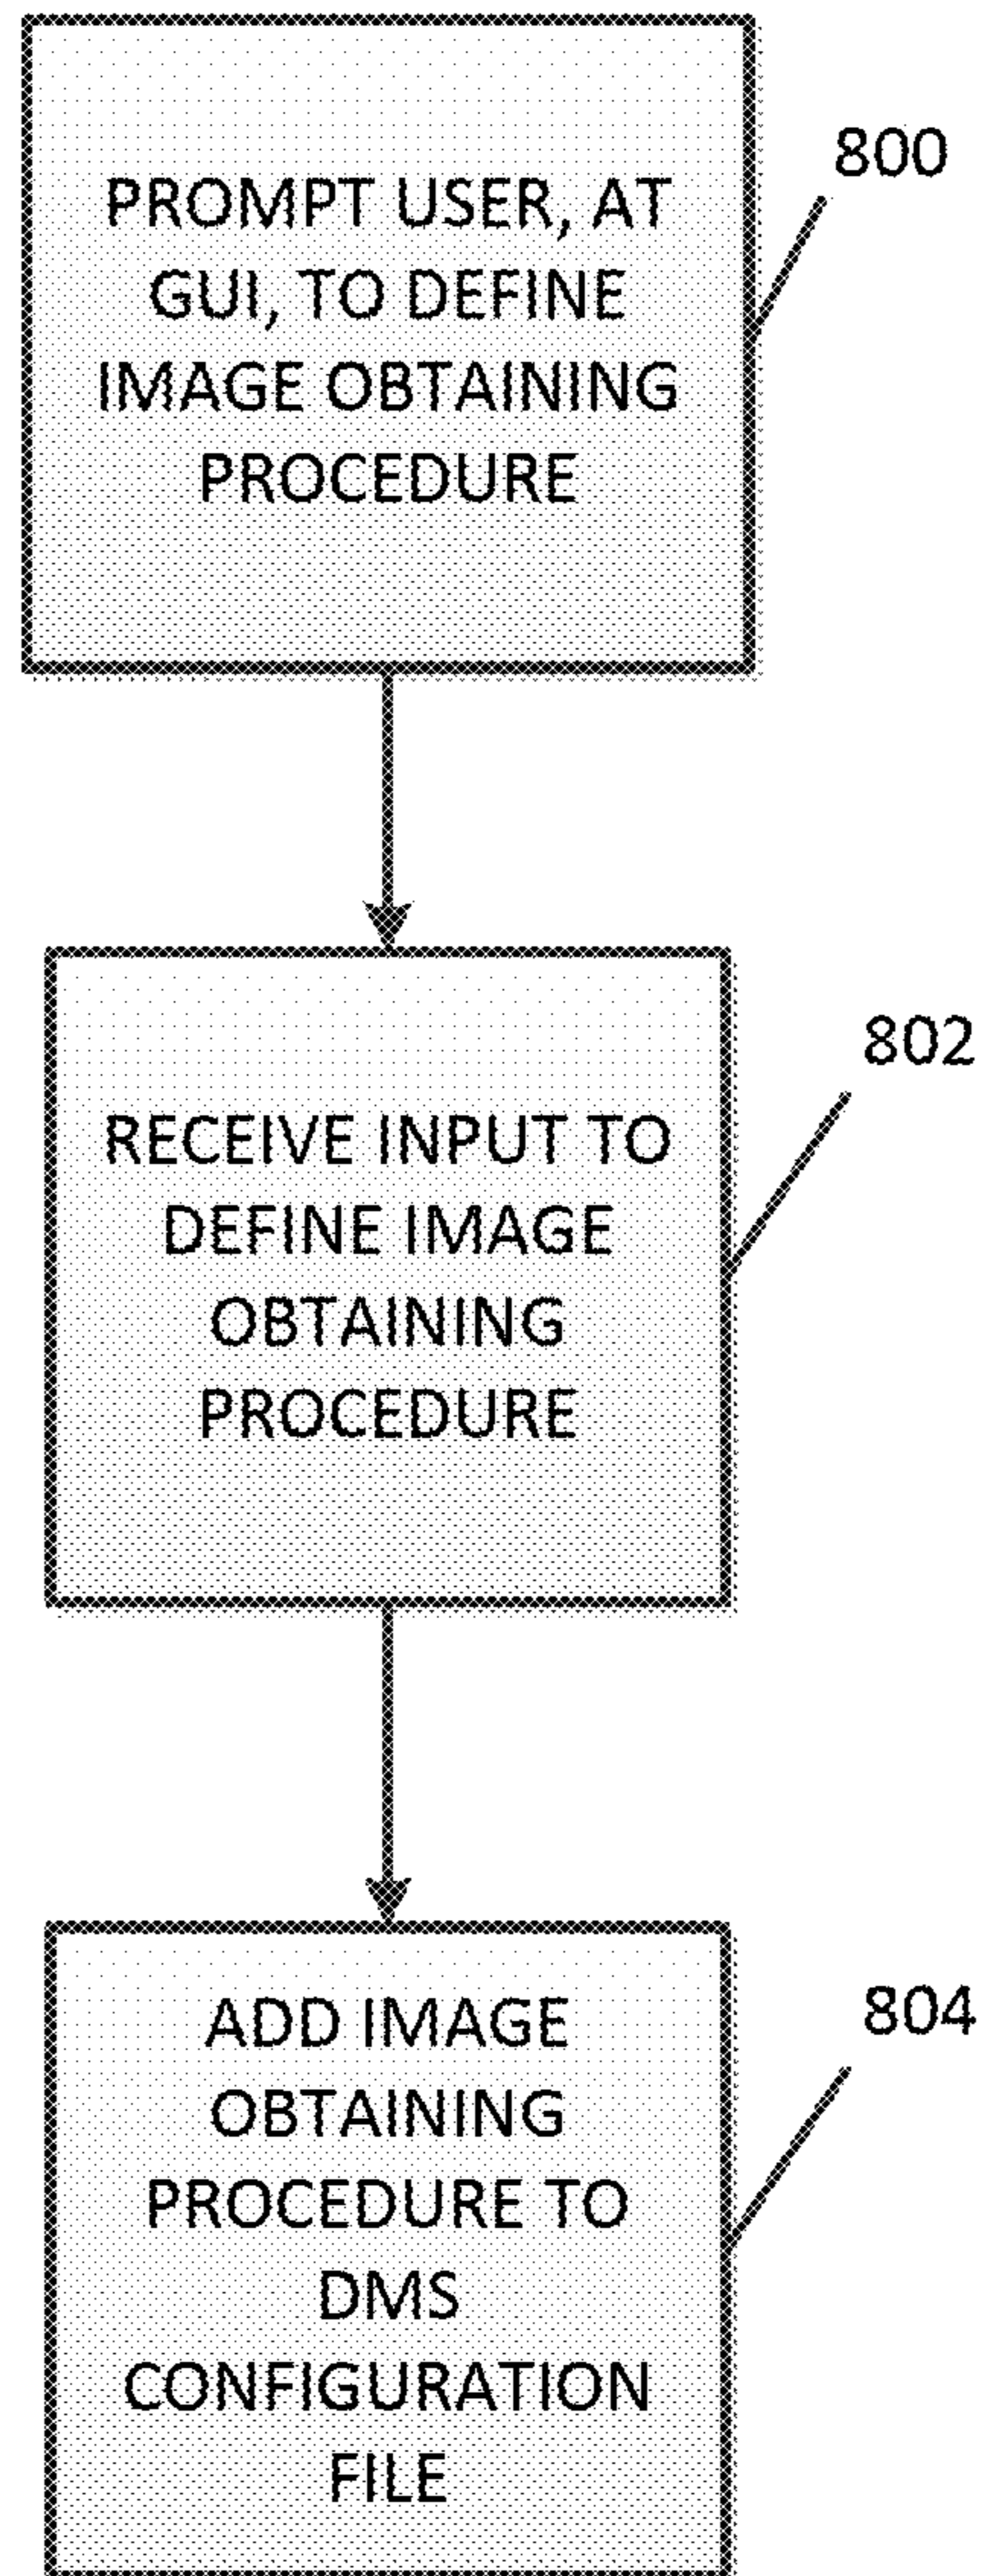 PROMPT USER, AT
GUI, TO DEFINE
IMAGE OBTAINING
PROCEDURE
800
RECEIVE INPUT TO
DEFINE IMAGE
OBTAINING
PROCEDURE
802
ADD IMAGE
OBTAINING
PROCEDURE TO
DMS
CONFIGURATION
FILE
804